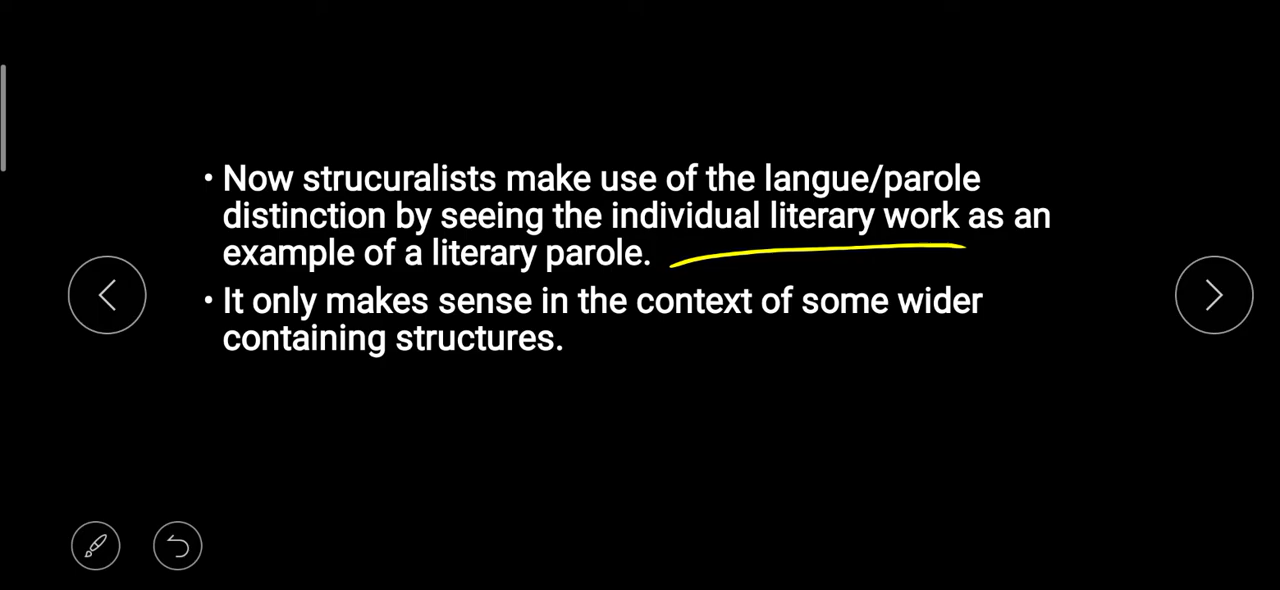 • Now strucuralists make use of the langue/parole
distinction by seeing the individual literary work as an
example of a literary parole.
• It only makes sense in the context of some wider
containing structures.